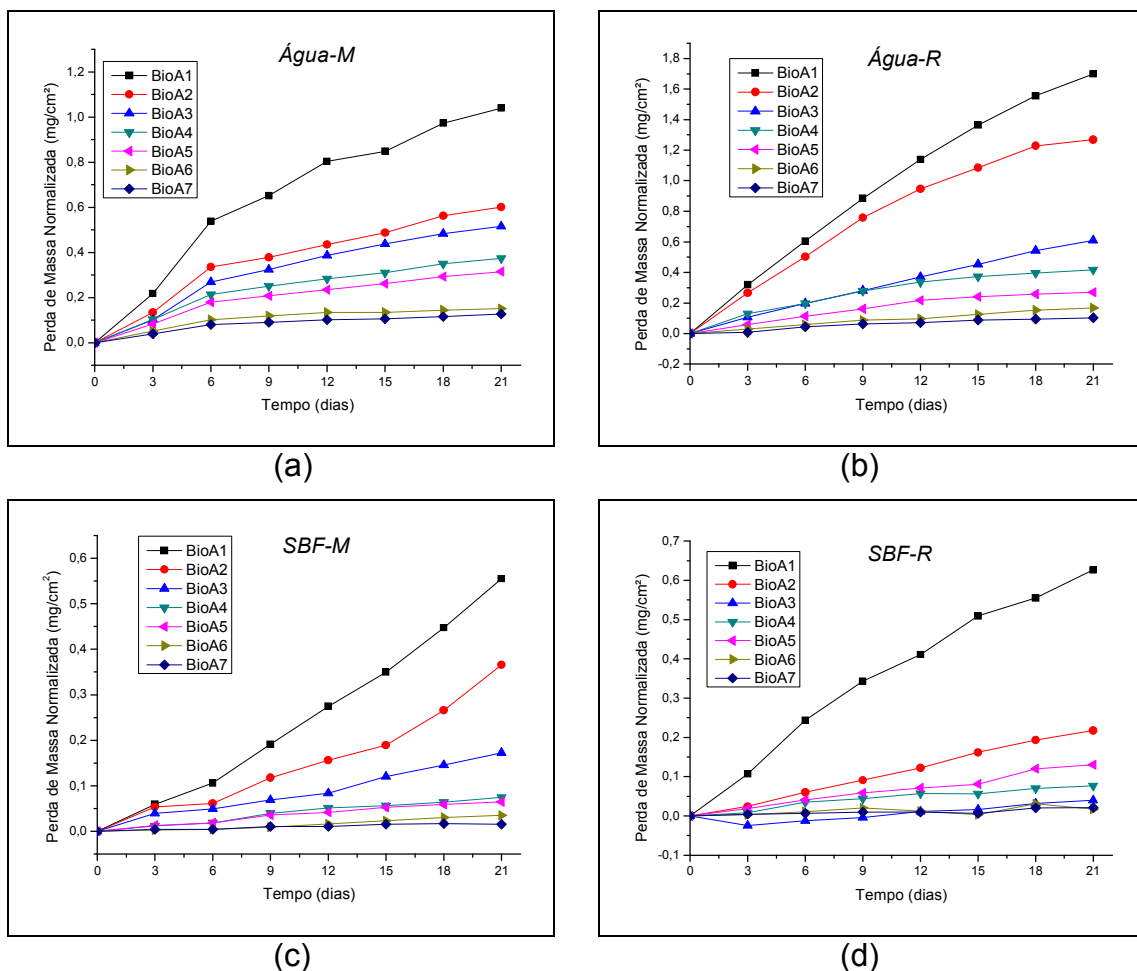 Água-M
Perda de Massa Normalizada (mg/cm²)
1,2
1,0
0,8
0,6
0,4
0,2
0,0
BioA1
BioA2
BioA3
BioA4
BioA5
BioA6
BioA7
0 3 6 9 12 15 18 21
Tempo (dias)
(a)
Água-R
Perda de Massa Normalizada (mg/cm²)
1,8
1,6
1,4
1,2
1,0
0,8
0,6
0,4
0,2
0,0
-0,2
BioA1
BioA2
BioA3
BioA4
BioA5
BioA6
BioA7
0 3 6 9 12 15 18 21
Tempo (dias)
(b)
SBF-M
Perda de Massa Normalizada (mg/cm²)
0,6
0,5
0,4
0,3
0,2
0,1
0,0
BioA1
BioA2
BioA3
BioA4
BioA5
BioA6
BioA7
0 3 6 9 12 15 18 21
Tempo (dias)
(c)
SBF-R
Perda de Massa Normalizada (mg/cm²)
0,7
0,6
0,5
0,4
0,3
0,2
0,1
0,0
-0,1
BioA1
BioA2
BioA3
BioA4
BioA5
BioA6
BioA7
0 3 6 9 12 15 18 21
Tempo (dias)
(d)